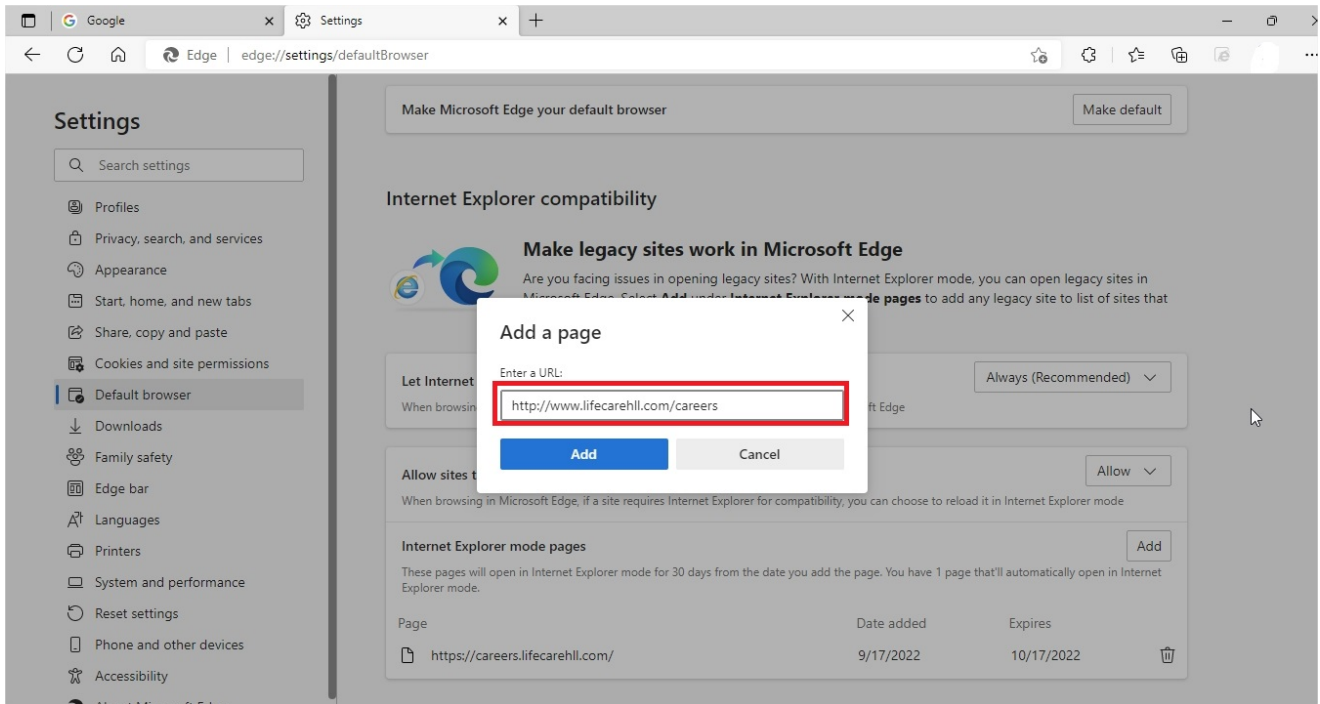 Google
Settings
Edge
edge://settings/defaultBrowser
Settings
Search settings
Profiles
Privacy, search, and services
Appearance
Start, home, and new tabs
Share, copy and paste
Cookies and site permissions
Default browser
Downloads
Family safety
Edge bar
Languages
Printers
System and performance
Reset settings
Phone and other devices
Accessibility
Make Microsoft Edge your default browser
Make default
Internet Explorer compatibility
Make legacy sites work in Microsoft Edge
Are you facing issues in opening legacy sites? With Internet Explorer mode, you can open legacy sites in
Microsoft Edge. Select Add under Internet Explorer mode pages to add any legacy site to list of sites that
Add a page
Enter a URL:
http://www.lifecarehll.com/careers
Add
Cancel
Let Internet
Always (Recommended)
When browsin
ft Edge
Allow sites t
Allow
When browsing in Microsoft Edge, if a site requires Internet Explorer for compatibility, you can choose to reload it in Internet Explorer mode
Internet Explorer mode pages
Add
These pages will open in Internet Explorer mode for 30 days from the date you add the page. You have 1 page that'll automatically open in Internet
Explorer mode.
Page Date added Expires
https://careers.lifecarehll.com/ 9/17/2022 10/17/2022